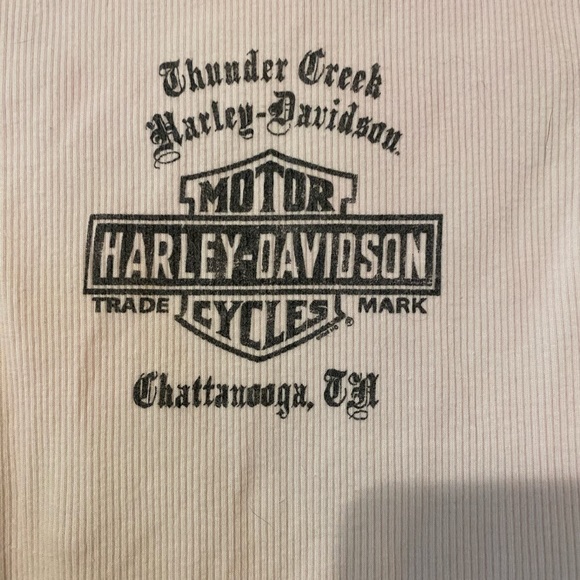 Thunder Creek
Harley-Davidson
MOTOR
HARLEY-DAVIDSON
TRADE MARK
CYCLES ®
Chattanooga, TN